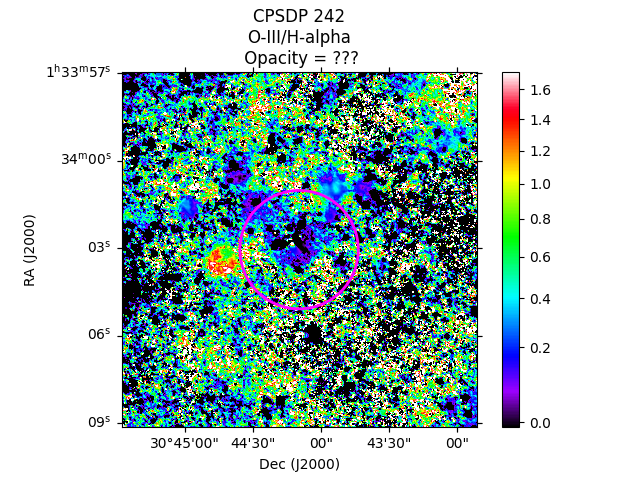 CPSDP 242
O-III/H-alpha
Opacity = ???
1ʰ33ᵐ57ˢ
34ᵐ00ˢ
03ˢ
06ˢ
09ˢ
RA (J2000)
30°45'00" 44'30" 00" 43'30" 00"
Dec (J2000)
1.6
1.4
1.2
1.0
0.8
0.6
0.4
0.2
0.0